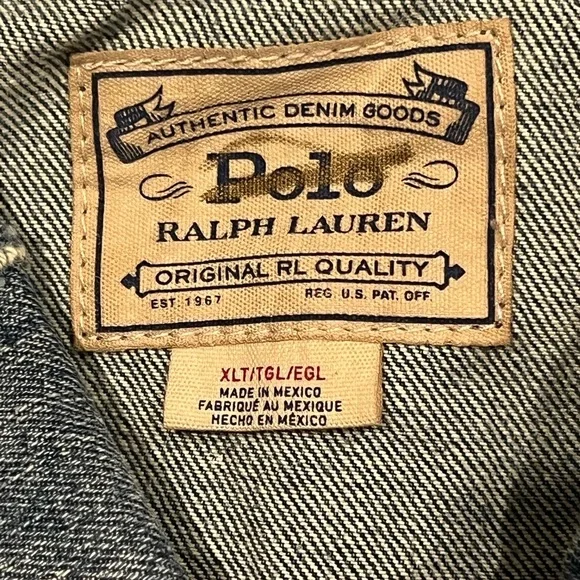 AUTHENTIC DENIM GOODS
Polo
RALPH LAUREN
ORIGINAL RL QUALITY
EST. 1967 REG. U.S. PAT. OFF.
XLT/TGL/EGL
MADE IN MEXICO
FABRIQUÉ AU MEXIQUE
HECHO EN MÉXICO